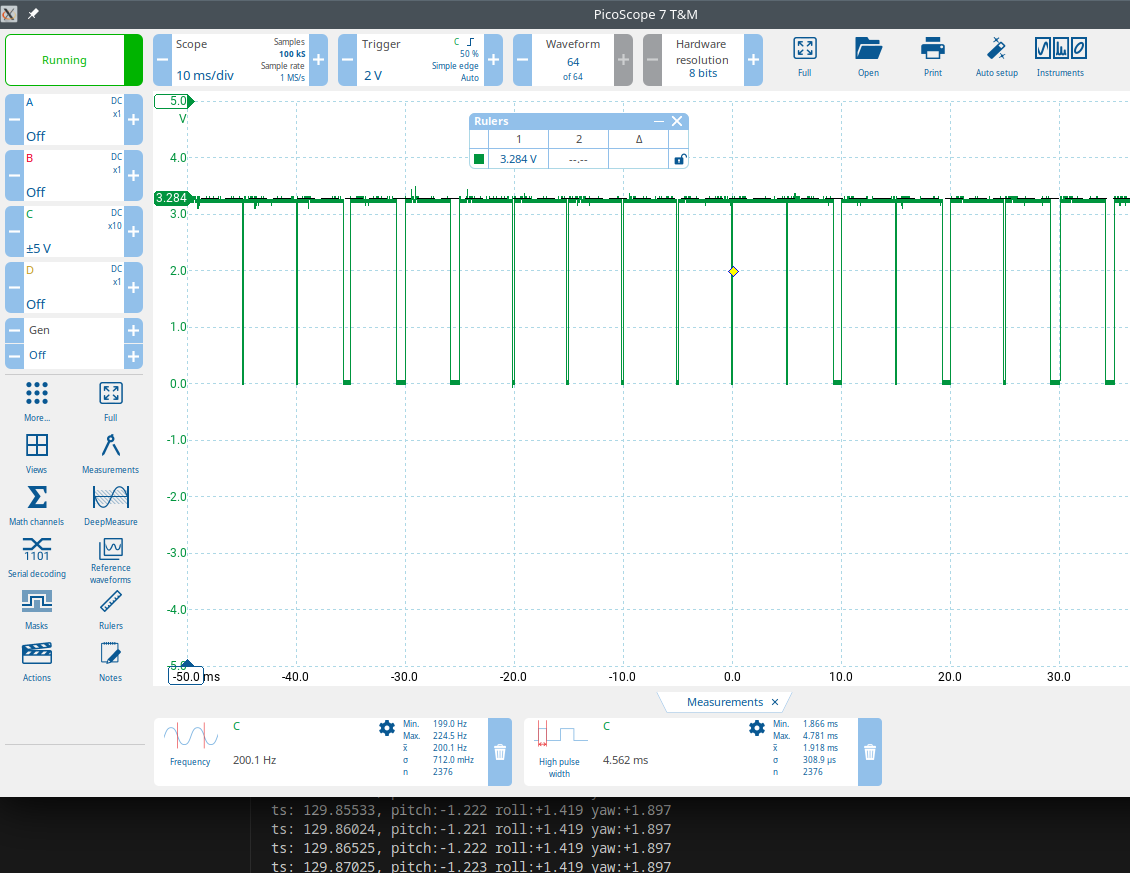 PicoScope 7 T&M
Running
Scope
Samples
100 kS
Sample rate
1 MS/s
10 ms/div
Trigger
C
50 %
Simple edge
Auto
2 V
Waveform
64
of 64
Hardware
resolution
8 bits
Full
Open
Print
Auto setup
Instruments
A
DC
x1
Off
B
DC
x1
Off
C
DC
x10
±5 V
D
DC
x1
Off
Gen
Off
More...
Full
Views
Measurements
Math channels
DeepMeasure
1101
Serial decoding
Reference
waveforms
Masks
Rulers
Actions
Notes
5.0
V
4.0
3.284
3.0
2.0
1.0
0.0
-1.0
-2.0
-3.0
-4.0
-5.0
Rulers
1 2 Δ
3.284 V --.--
-50.0 ms -40.0 -30.0 -20.0 -10.0 0.0 10.0 20.0 30.0
Measurements
C
Frequency
200.1 Hz
Min. 199.0 Hz
Max. 224.5 Hz
x̄ 200.1 Hz
σ 712.0 mHz
n 2376
C
High pulse
width
4.562 ms
Min. 1.866 ms
Max. 4.781 ms
x̄ 1.918 ms
σ 308.9 µs
n 2376
ts: 129.85533, pitch:-1.222 roll:+1.419 yaw:+1.897
ts: 129.86024, pitch:-1.221 roll:+1.419 yaw:+1.897
ts: 129.86525, pitch:-1.222 roll:+1.419 yaw:+1.897
ts: 129.87025, pitch:-1.223 roll:+1.419 yaw:+1.897